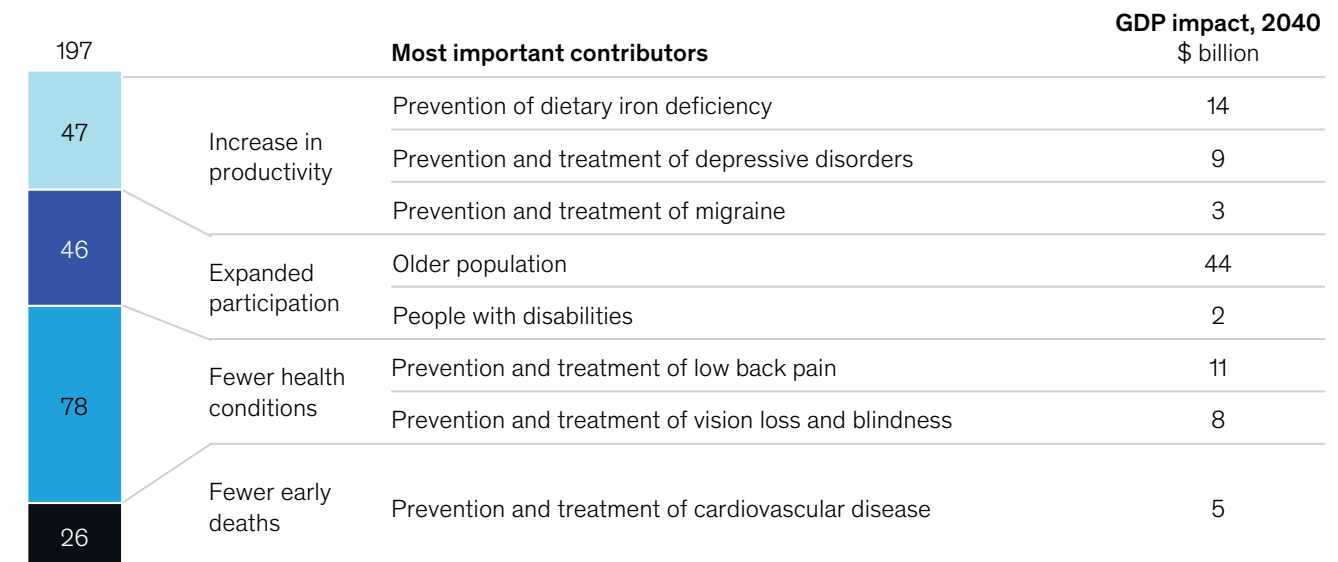 GDP impact, 2040
197
Most important contributors
$ billion
47
Increase in
productivity
Prevention of dietary iron deficiency
14
Prevention and treatment of depressive disorders
9
Prevention and treatment of migraine
3
46
Expanded
participation
Older population
44
People with disabilities
2
78
Fewer health
conditions
Prevention and treatment of low back pain
11
Prevention and treatment of vision loss and blindness
8
26
Fewer early
deaths
Prevention and treatment of cardiovascular disease
5